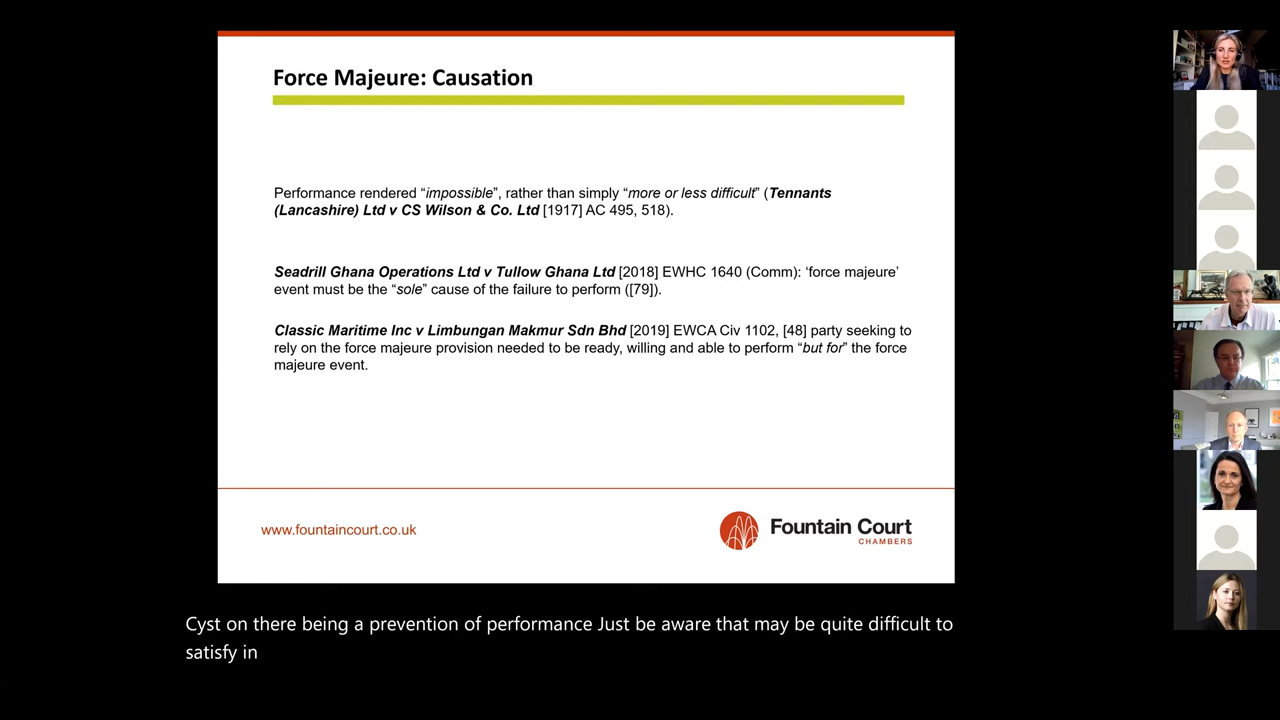 Force Majeure: Causation
Performance rendered “impossible”, rather than simply “more or less difficult” (Tennants
(Lancashire) Ltd v CS Wilson & Co. Ltd [1917] AC 495, 518).
Seadrill Ghana Operations Ltd v Tullow Ghana Ltd [2018] EWHC 1640 (Comm): ‘force majeure’
event must be the “sole” cause of the failure to perform ([79]).
Classic Maritime Inc v Limbungan Makmur Sdn Bhd [2019] EWCA Civ 1102, [48] party seeking to
rely on the force majeure provision needed to be ready, willing and able to perform “but for” the force
majeure event.
www.fountaincourt.co.uk
Fountain Court
CHAMBERS
Cyst on there being a prevention of performance Just be aware that may be quite difficult to
satisfy in